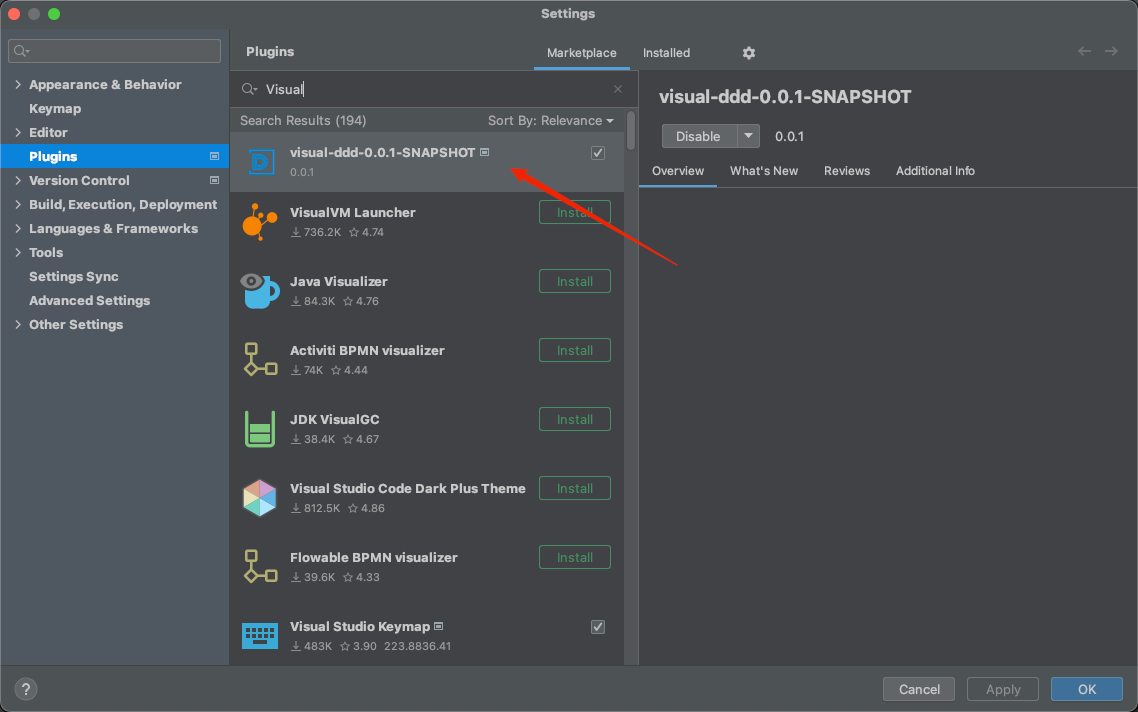 Settings
Plugins
Marketplace
Installed
Appearance & Behavior
Keymap
Editor
Plugins
Version Control
Build, Execution, Deployment
Languages & Frameworks
Tools
Settings Sync
Advanced Settings
Other Settings
Visual
Search Results (194)
Sort By: Relevance
visual-ddd-0.0.1-SNAPSHOT
0.0.1
VisualVM Launcher
Install
736.2K 4.74
Java Visualizer
Install
84.3K 4.76
Activiti BPMN visualizer
Install
74K 4.44
JDK VisualGC
Install
38.4K 4.67
Visual Studio Code Dark Plus Theme
Install
812.5K 4.86
Flowable BPMN visualizer
Install
39.6K 4.33
Visual Studio Keymap
483K 3.90 223.8836.41
visual-ddd-0.0.1-SNAPSHOT
Disable
0.0.1
Overview
What's New
Reviews
Additional Info
?
Cancel
Apply
OK